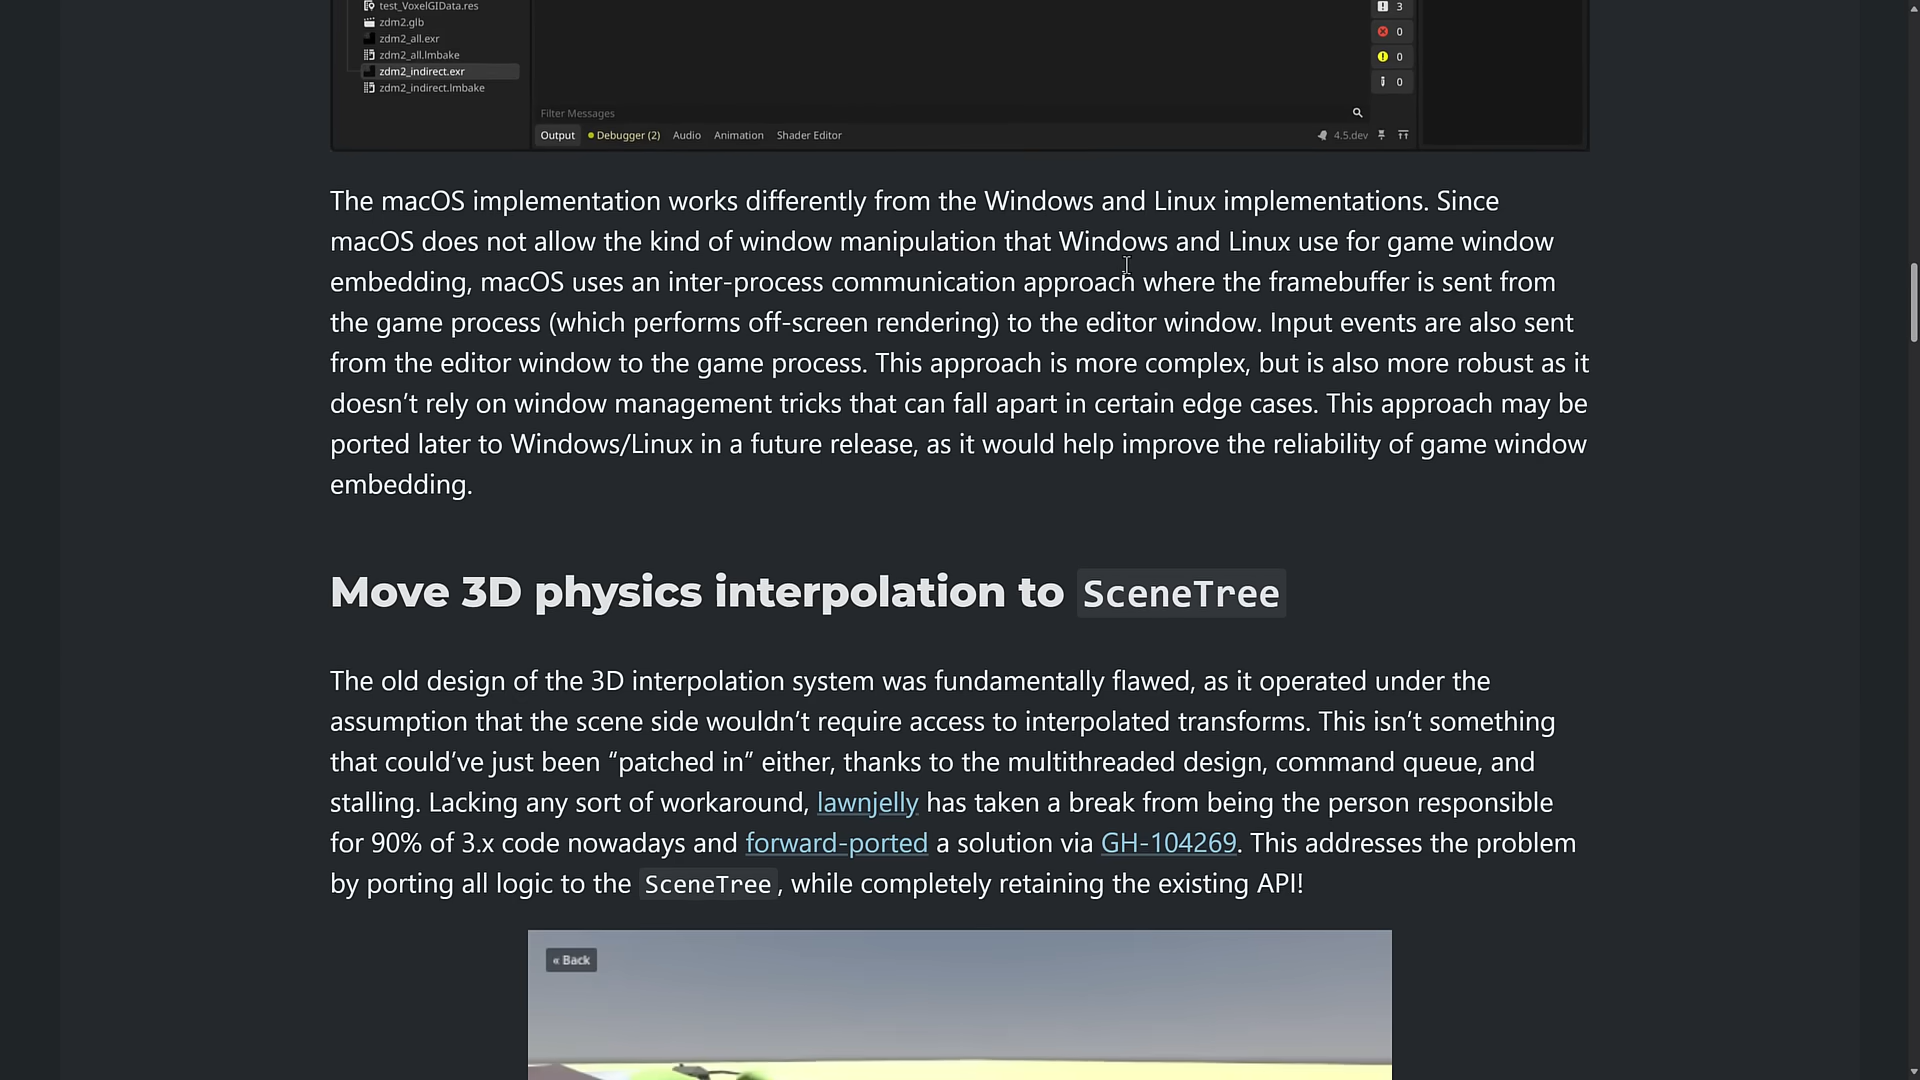 test_VoxelGIData.res
zdm2.glb
zdm2_all.exr
zdm2_all.lmbake
zdm2_indirect.exr
zdm2_indirect.lmbake
3
0
0
0
Filter Messages
Output Debugger (2) Audio Animation Shader Editor 4.5.dev
The macOS implementation works differently from the Windows and Linux implementations. Since
macOS does not allow the kind of window manipulation that Windows and Linux use for game window
embedding, macOS uses an inter-process communication approach where the framebuffer is sent from
the game process (which performs off-screen rendering) to the editor window. Input events are also sent
from the editor window to the game process. This approach is more complex, but is also more robust as it
doesn’t rely on window management tricks that can fall apart in certain edge cases. This approach may be
ported later to Windows/Linux in a future release, as it would help improve the reliability of game window
embedding.
Move 3D physics interpolation to SceneTree
The old design of the 3D interpolation system was fundamentally flawed, as it operated under the
assumption that the scene side wouldn’t require access to interpolated transforms. This isn’t something
that could’ve just been “patched in” either, thanks to the multithreaded design, command queue, and
stalling. Lacking any sort of workaround, lawnjelly has taken a break from being the person responsible
for 90% of 3.x code nowadays and forward-ported a solution via GH-104269. This addresses the problem
by porting all logic to the SceneTree, while completely retaining the existing API!
« Back